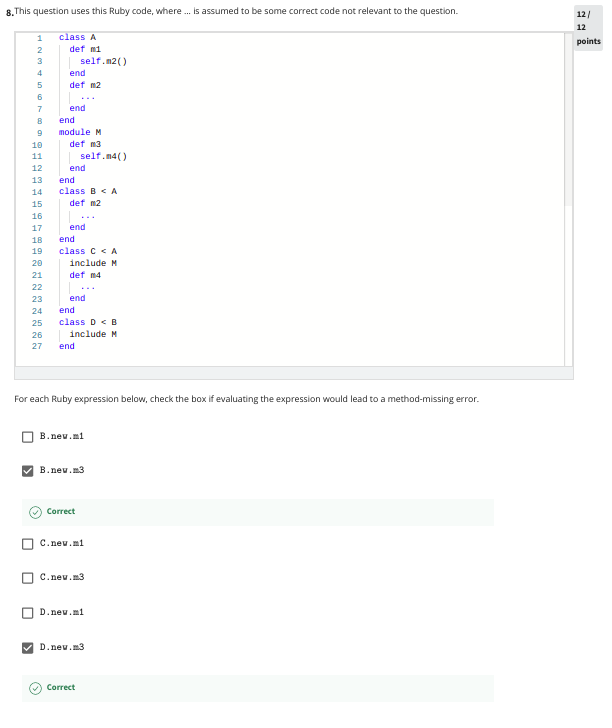 8. This question uses this Ruby code, where ... is assumed to be some correct code not relevant to the question.
12 /
12
points
1 class A
2 def m1
3 self.m2()
4 end
5 def m2
6 ...
7 end
8 end
9 module M
10 def m3
11 self.m4()
12 end
13 end
14 class B < A
15 def m2
16 ...
17 end
18 end
19 class C < A
20 include M
21 def m4
22 ...
23 end
24 end
25 class D < B
26 include M
27 end
For each Ruby expression below, check the box if evaluating the expression would lead to a method-missing error.
B.new.m1
B.new.m3
Correct
C.new.m1
C.new.m3
D.new.m1
D.new.m3
Correct